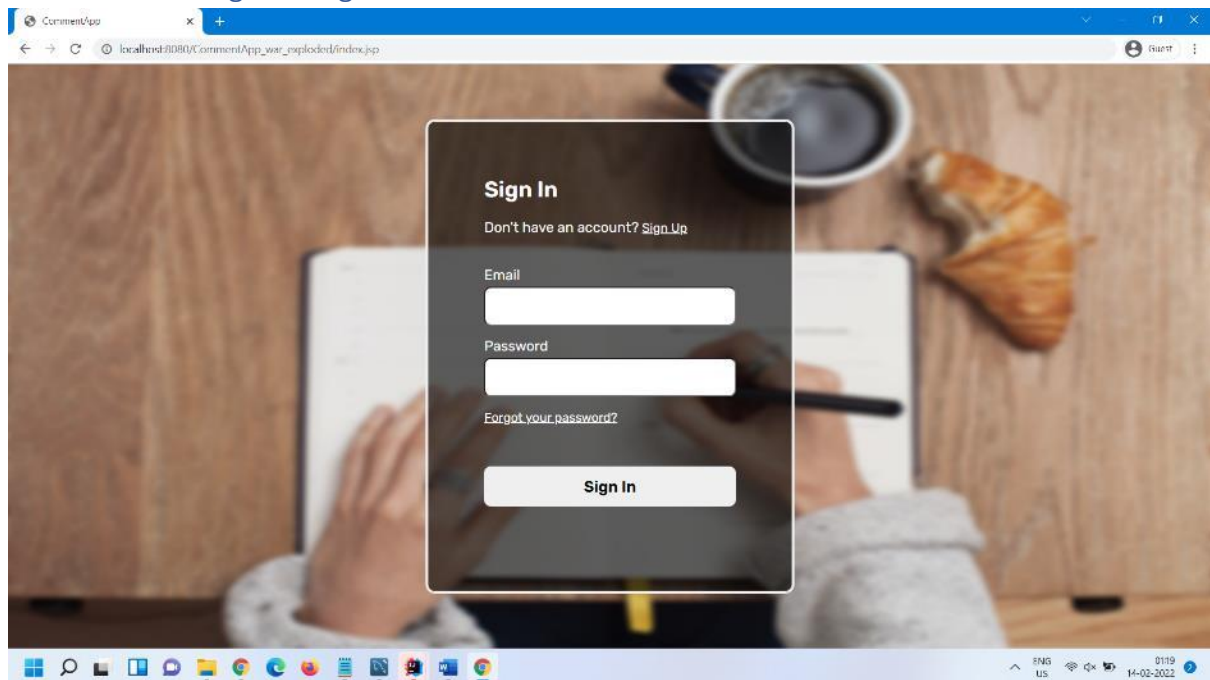 CommentApp
localhost:8080/CommentApp_war_exploded/index.jsp
Guest
Sign In
Don't have an account? Sign Up
Email
Password
Forgot your password?
Sign In
ENG
US
01:19
14-02-2022